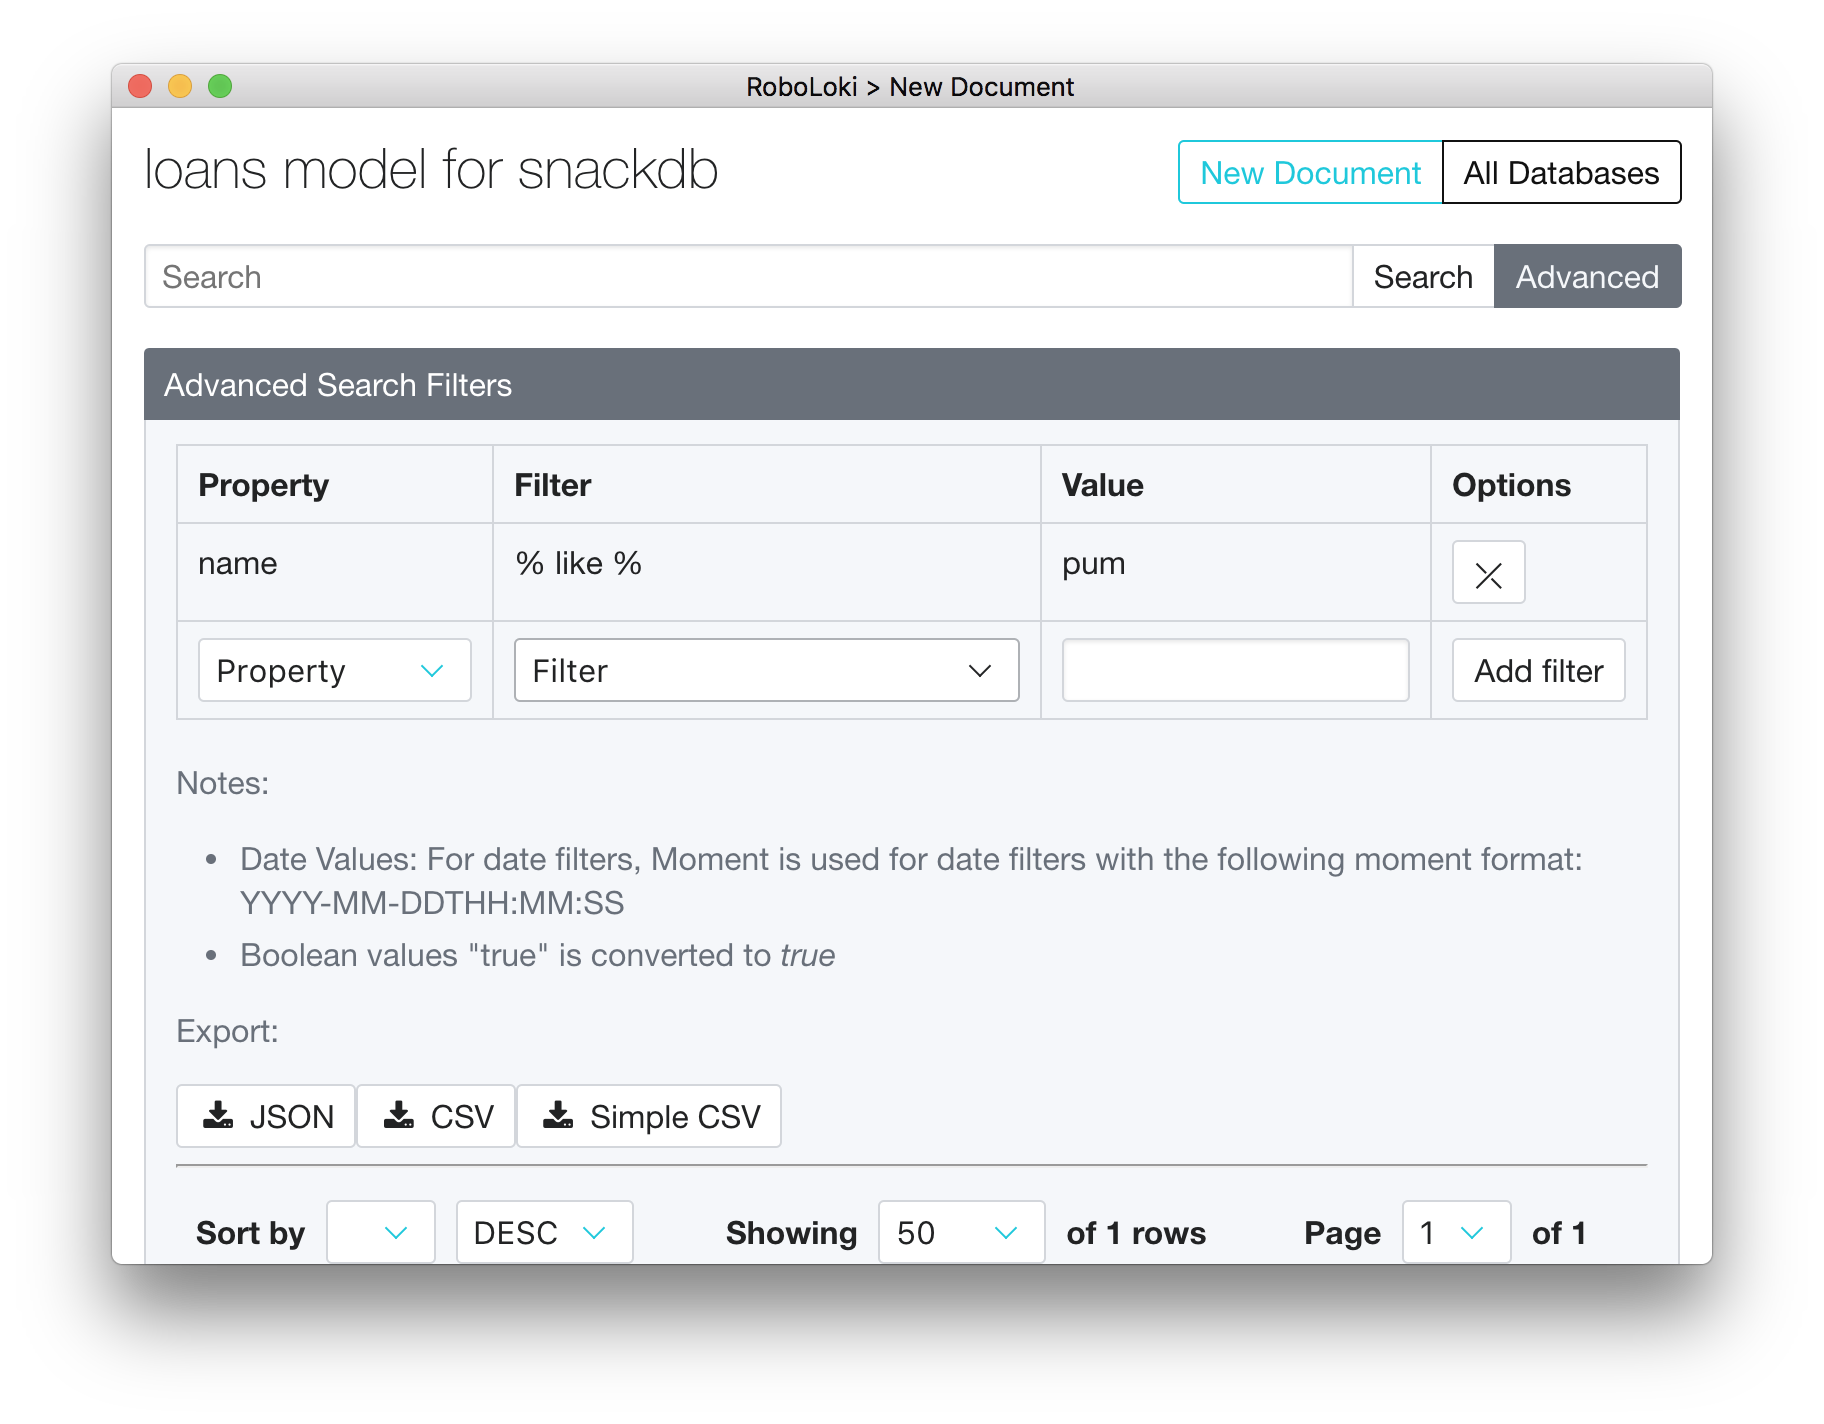 RoboLoki > New Document
loans model for snackdb
New Document
All Databases
Search
Search
Advanced
Advanced Search Filters
Property
Filter
Value
Options
name
% like %
pum
Property
Filter
Add filter
Notes:
Date Values: For date filters, Moment is used for date filters with the following moment format:
YYYY-MM-DDTHH:MM:SS
Boolean values "true" is converted to true
Export:
JSON
CSV
Simple CSV
Sort by
DESC
Showing
50
of 1 rows
Page
1
of 1